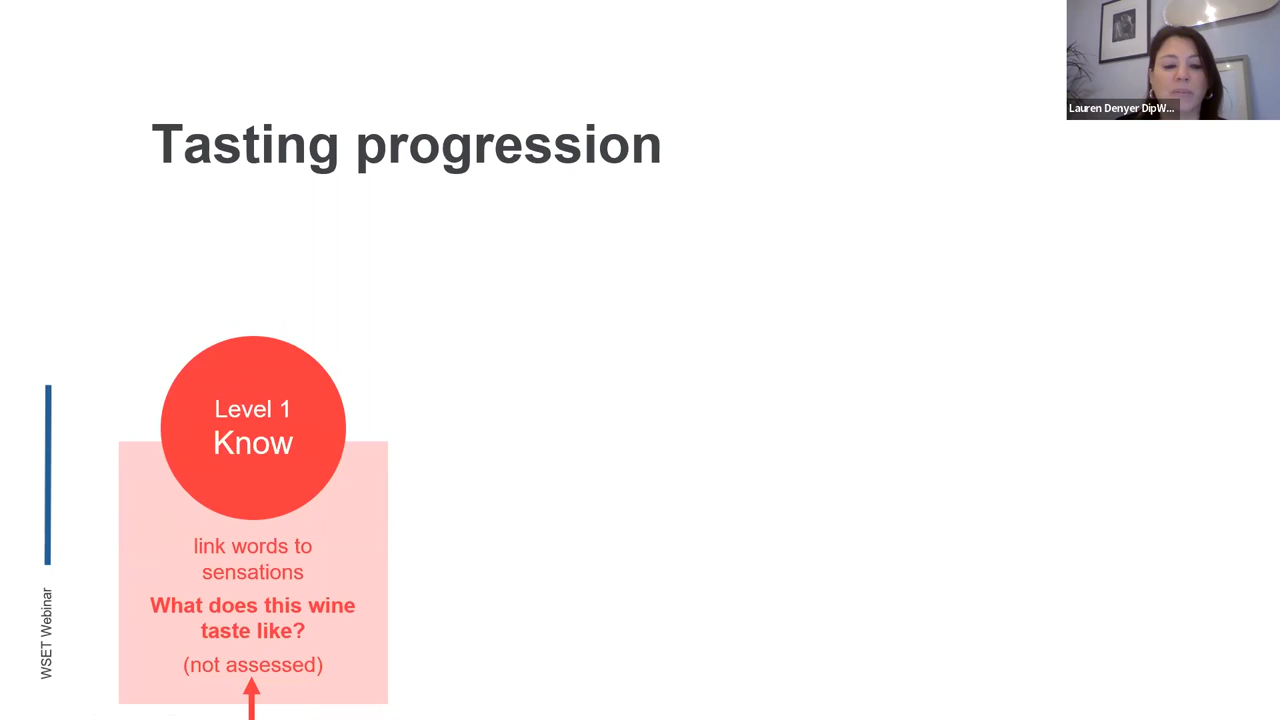 Lauren Denyer DipW...
Tasting progression
Level 1
Know
link words to
sensations
What does this wine
taste like?
(not assessed)
WSET Webinar